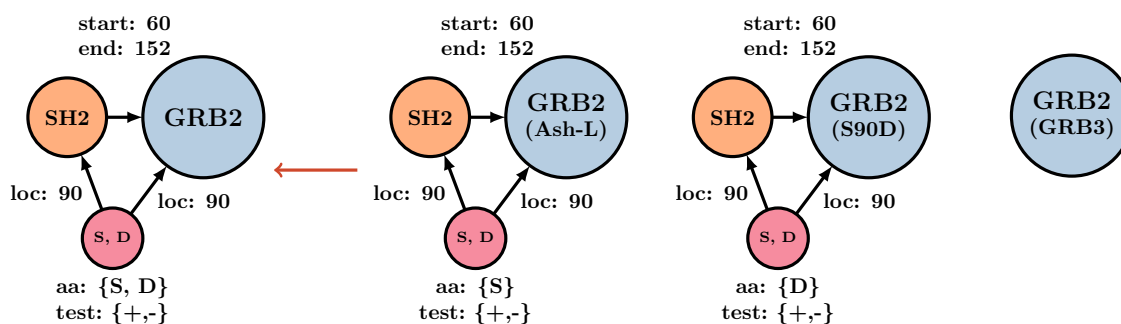 start: 60
end: 152
SH2
GRB2
loc: 90
loc: 90
S, D
aa: {S, D}
test: {+,-}
start: 60
end: 152
SH2
GRB2
(Ash-L)
loc: 90
loc: 90
S, D
aa: {S}
test: {+,-}
start: 60
end: 152
SH2
GRB2
(S90D)
loc: 90
loc: 90
S, D
aa: {D}
test: {+,-}
GRB2
(GRB3)